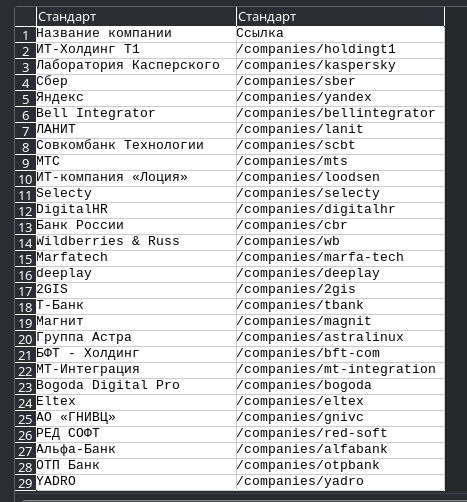 Стандарт Стандарт
1 Название компании Ссылка
2 ИТ-Холдинг Т1 /companies/holdingt1
3 Лаборатория Касперского /companies/kaspersky
4 Сбер /companies/sber
5 Яндекс /companies/yandex
6 Bell Integrator /companies/bellintegrator
7 ЛАНИТ /companies/lanit
8 Совкомбанк Технологии /companies/scbt
9 МТС /companies/mts
10 ИТ-компания «Лоция» /companies/loodsen
11 Selecty /companies/selecty
12 DigitalHR /companies/digitalhr
13 Банк России /companies/cbr
14 Wildberries & Russ /companies/wb
15 Marfatech /companies/marfa-tech
16 deeplay /companies/deeplay
17 2GIS /companies/2gis
18 Т-Банк /companies/tbank
19 Магнит /companies/magnit
20 Группа Астра /companies/astralinux
21 БФТ - Холдинг /companies/bft-com
22 МТ-Интеграция /companies/mt-integration
23 Bogoda Digital Pro /companies/bogoda
24 Eltex /companies/eltex
25 АО «ГНИВЦ» /companies/gnivc
26 РЕД СОФТ /companies/red-soft
27 Альфа-Банк /companies/alfabank
28 ОТП Банк /companies/otpbank
29 YADRO /companies/yadro